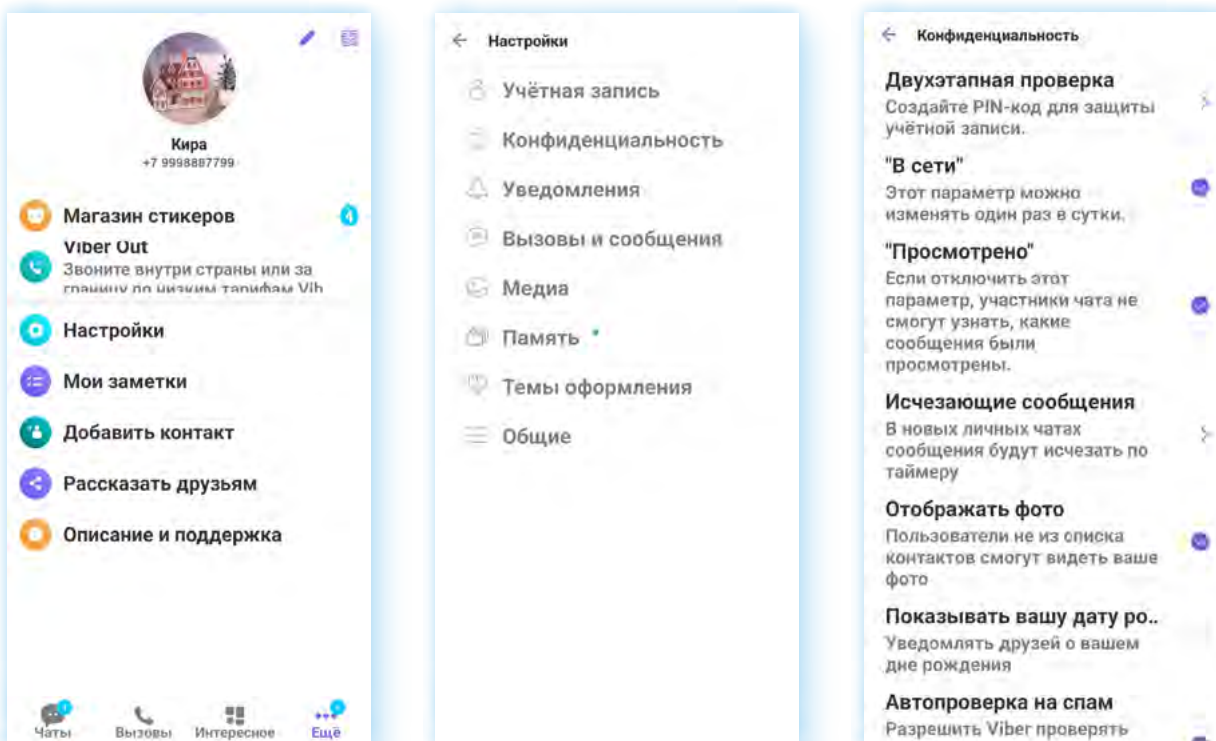 Кира
+7 9998887799
Магазин стикеров
4
Viber Out
Звоните внутри страны или за
границу по низким тарифам Vib
Настройки
Мои заметки
Добавить контакт
Рассказать друзьям
Описание и поддержка
Чаты
Вызовы
Интересное
Ещё
Настройки
Учётная запись
Конфиденциальность
Уведомления
Вызовы и сообщения
Медиа
Память
Темы оформления
Общие
Конфиденциальность
Двухэтапная проверка
Создайте PIN-код для защиты
учётной записи.
"В сети"
Этот параметр можно
изменять один раз в сутки.
"Просмотрено"
Если отключить этот
параметр, участники чата не
смогут узнать, какие
сообщения были
просмотрены.
Исчезающие сообщения
В новых личных чатах
сообщения будут исчезать по
таймеру
Отображать фото
Пользователи не из списка
контактов смогут видеть ваше
фото
Показывать вашу дату ро..
Уведомлять друзей о вашем
дне рождения
Автопроверка на спам
Разрешить Viber проверять